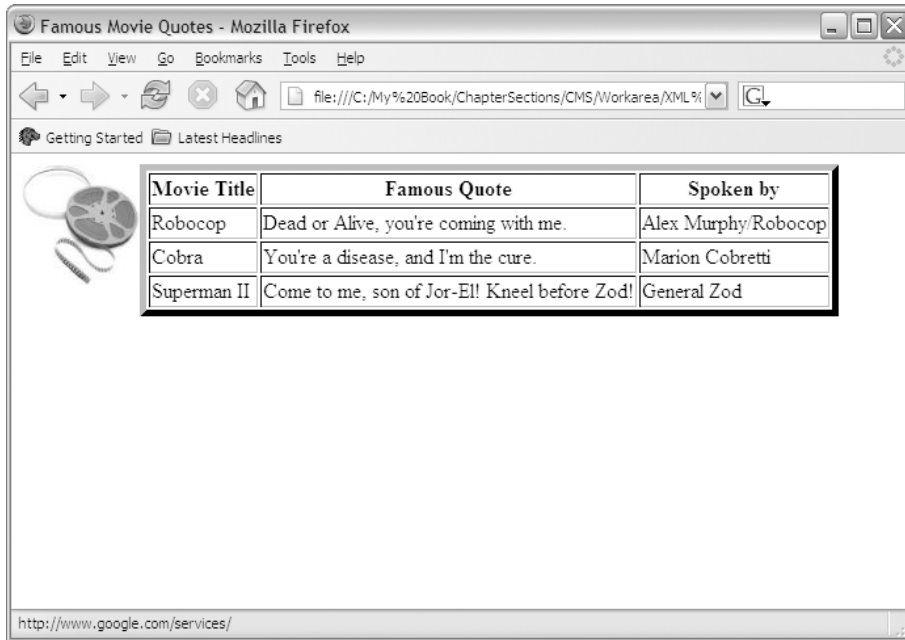 Famous Movie Quotes - Mozilla Firefox
File Edit View Go Bookmarks Tools Help
file:///C:/My%20Book/ChapterSections/CMS/Workarea/XML% G
Getting Started Latest Headlines
Movie Title Famous Quote Spoken by
Robocop Dead or Alive, you're coming with me. Alex Murphy/Robocop
Cobra You're a disease, and I'm the cure. Marion Cobretti
Superman II Come to me, son of Jor-El! Kneel before Zod! General Zod
http://www.google.com/services/